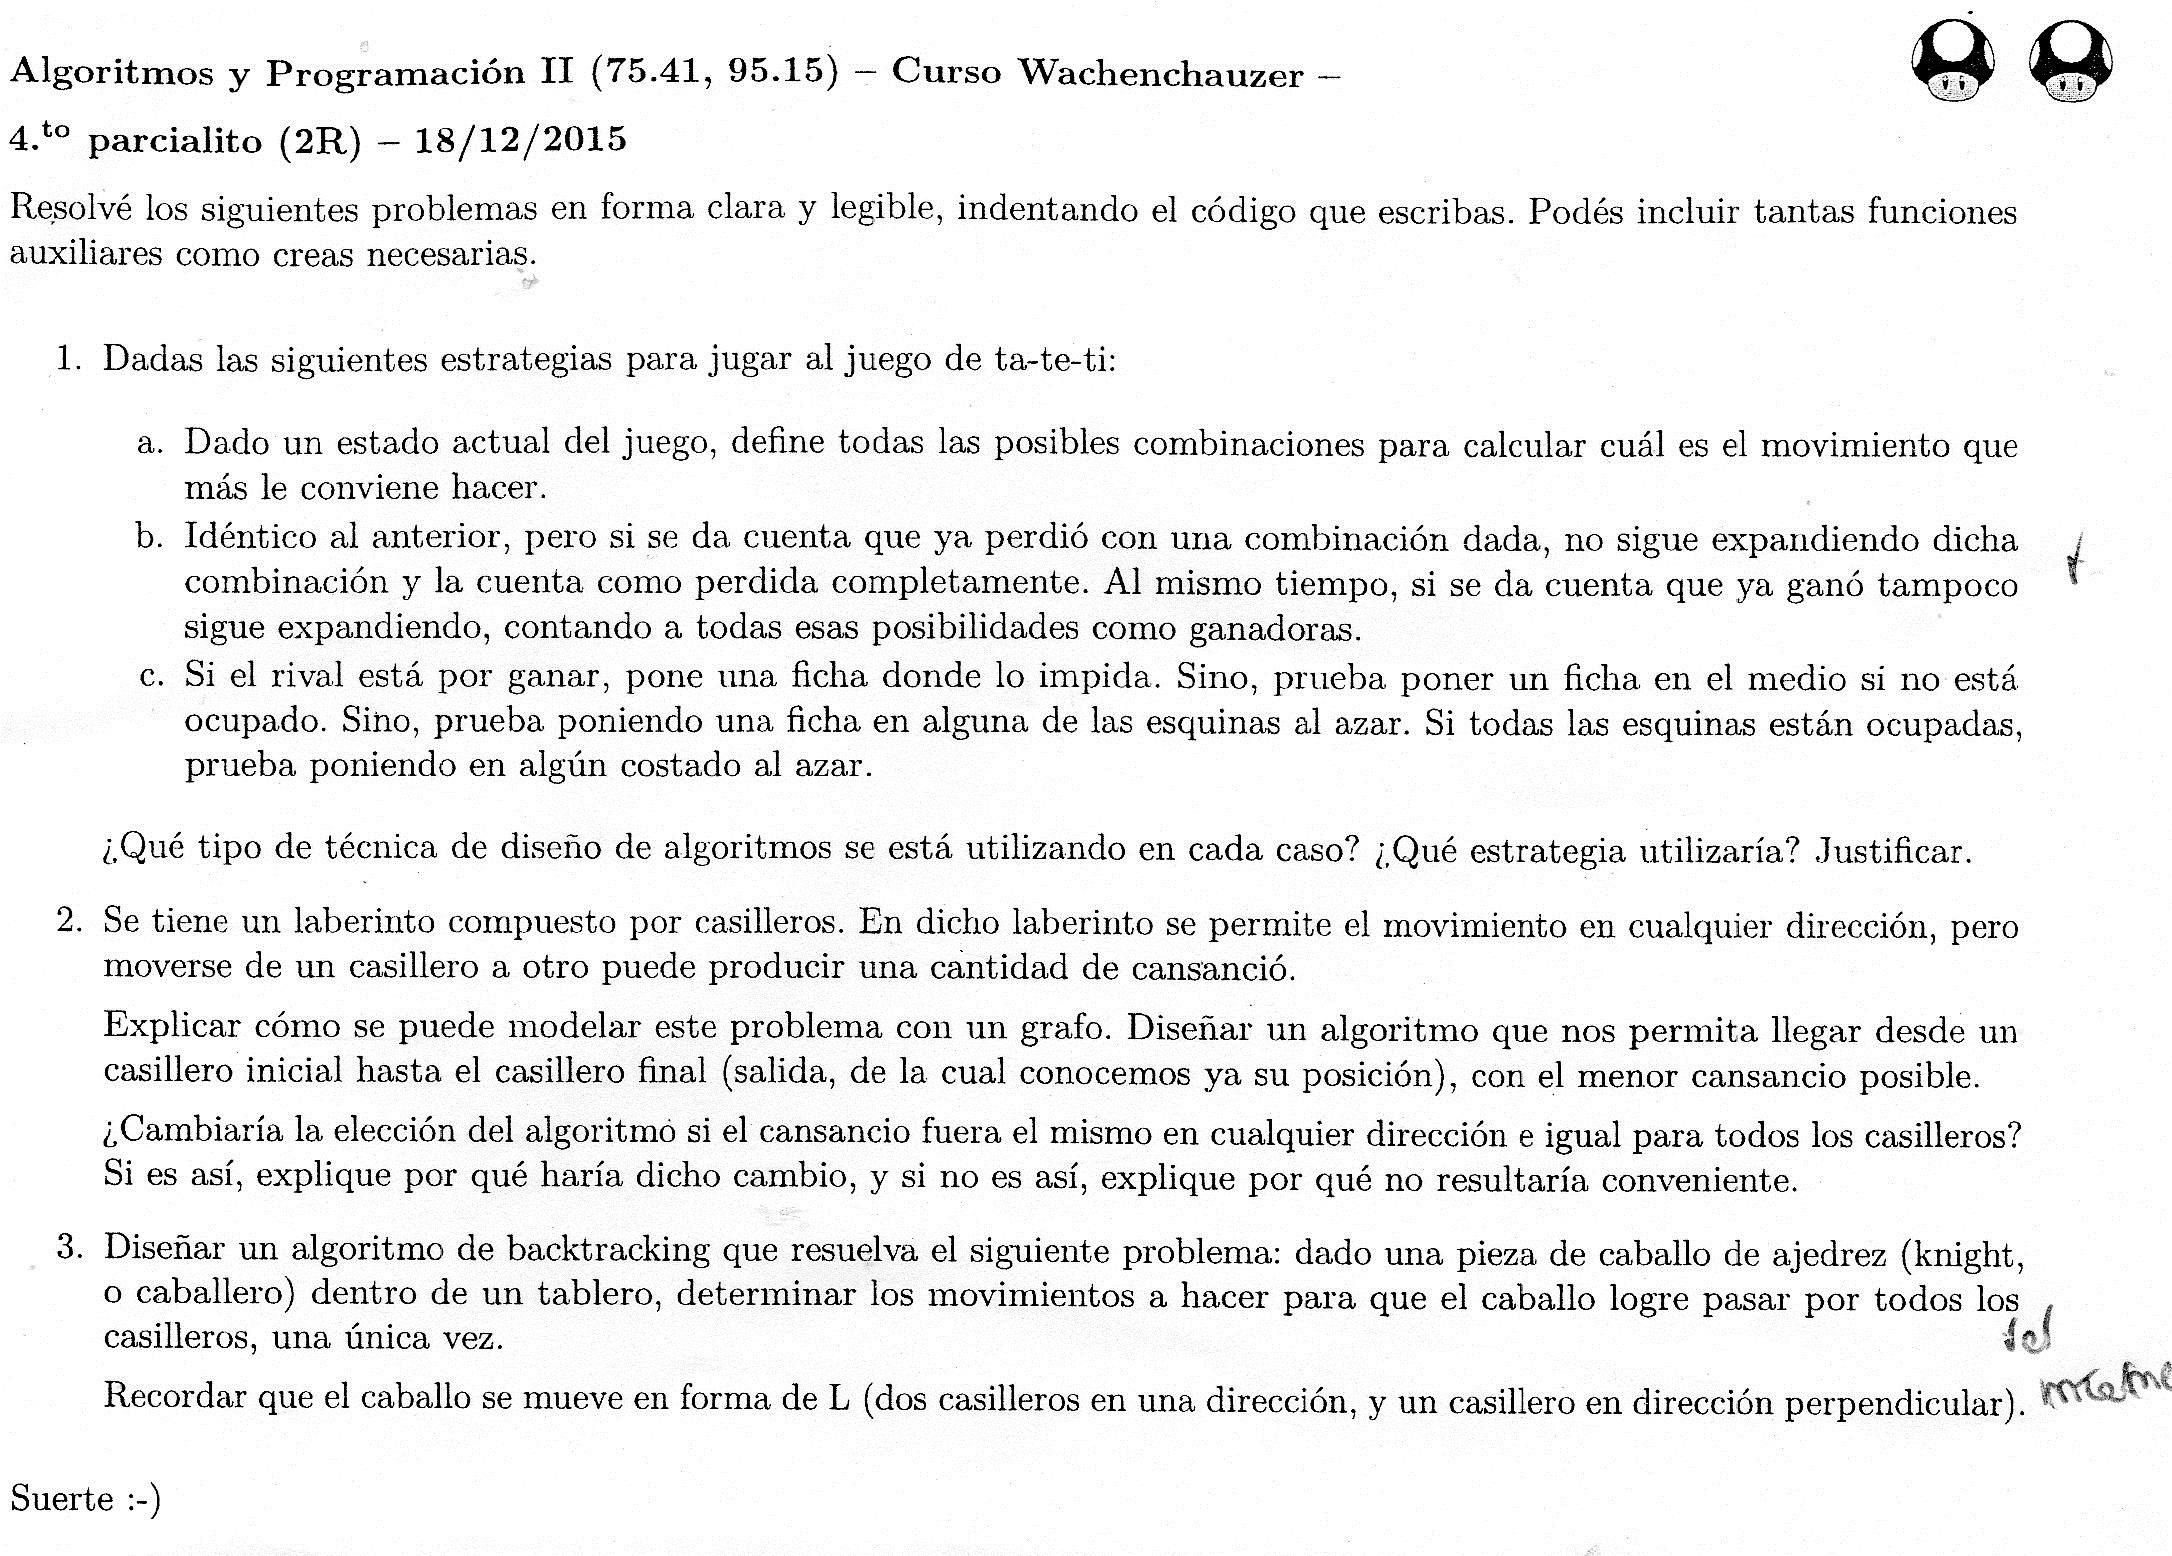 Algoritmos y Programación II (75.41, 95.15) – Curso Wachenchauzer –
4.to parcialito (2R) – 18/12/2015
Resolvé los siguientes problemas en forma clara y legible, indentando el código que escribas. Podés incluir tantas funciones
auxiliares como creas necesarias.
1. Dadas las siguientes estrategias para jugar al juego de ta-te-ti:
a. Dado un estado actual del juego, define todas las posibles combinaciones para calcular cuál es el movimiento que
más le conviene hacer.
b. Idéntico al anterior, pero si se da cuenta que ya perdió con una combinación dada, no sigue expandiendo dicha
combinación y la cuenta como perdida completamente. Al mismo tiempo, si se da cuenta que ya ganó tampoco
sigue expandiendo, contando a todas esas posibilidades como ganadoras.
c. Si el rival está por ganar, pone una ficha donde lo impida. Sino, prueba poner un ficha en el medio si no está
ocupado. Sino, prueba poniendo una ficha en alguna de las esquinas al azar. Si todas las esquinas están ocupadas,
prueba poniendo en algún costado al azar.
¿Qué tipo de técnica de diseño de algoritmos se está utilizando en cada caso? ¿Qué estrategia utilizaría? Justificar.
2. Se tiene un laberinto compuesto por casilleros. En dicho laberinto se permite el movimiento en cualquier dirección, pero
moverse de un casillero a otro puede producir una cantidad de cansanció.
Explicar cómo se puede modelar este problema con un grafo. Diseñar un algoritmo que nos permita llegar desde un
casillero inicial hasta el casillero final (salida, de la cual conocemos ya su posición), con el menor cansancio posible.
¿Cambiaría la elección del algoritmo si el cansancio fuera el mismo en cualquier dirección e igual para todos los casilleros?
Si es así, explique por qué haría dicho cambio, y si no es así, explique por qué no resultaría conveniente.
3. Diseñar un algoritmo de backtracking que resuelva el siguiente problema: dado una pieza de caballo de ajedrez (knight,
o caballero) dentro de un tablero, determinar los movimientos a hacer para que el caballo logre pasar por todos los
casilleros, una única vez.
Recordar que el caballo se mueve en forma de L (dos casilleros en una dirección, y un casillero en dirección perpendicular).
Suerte :-)